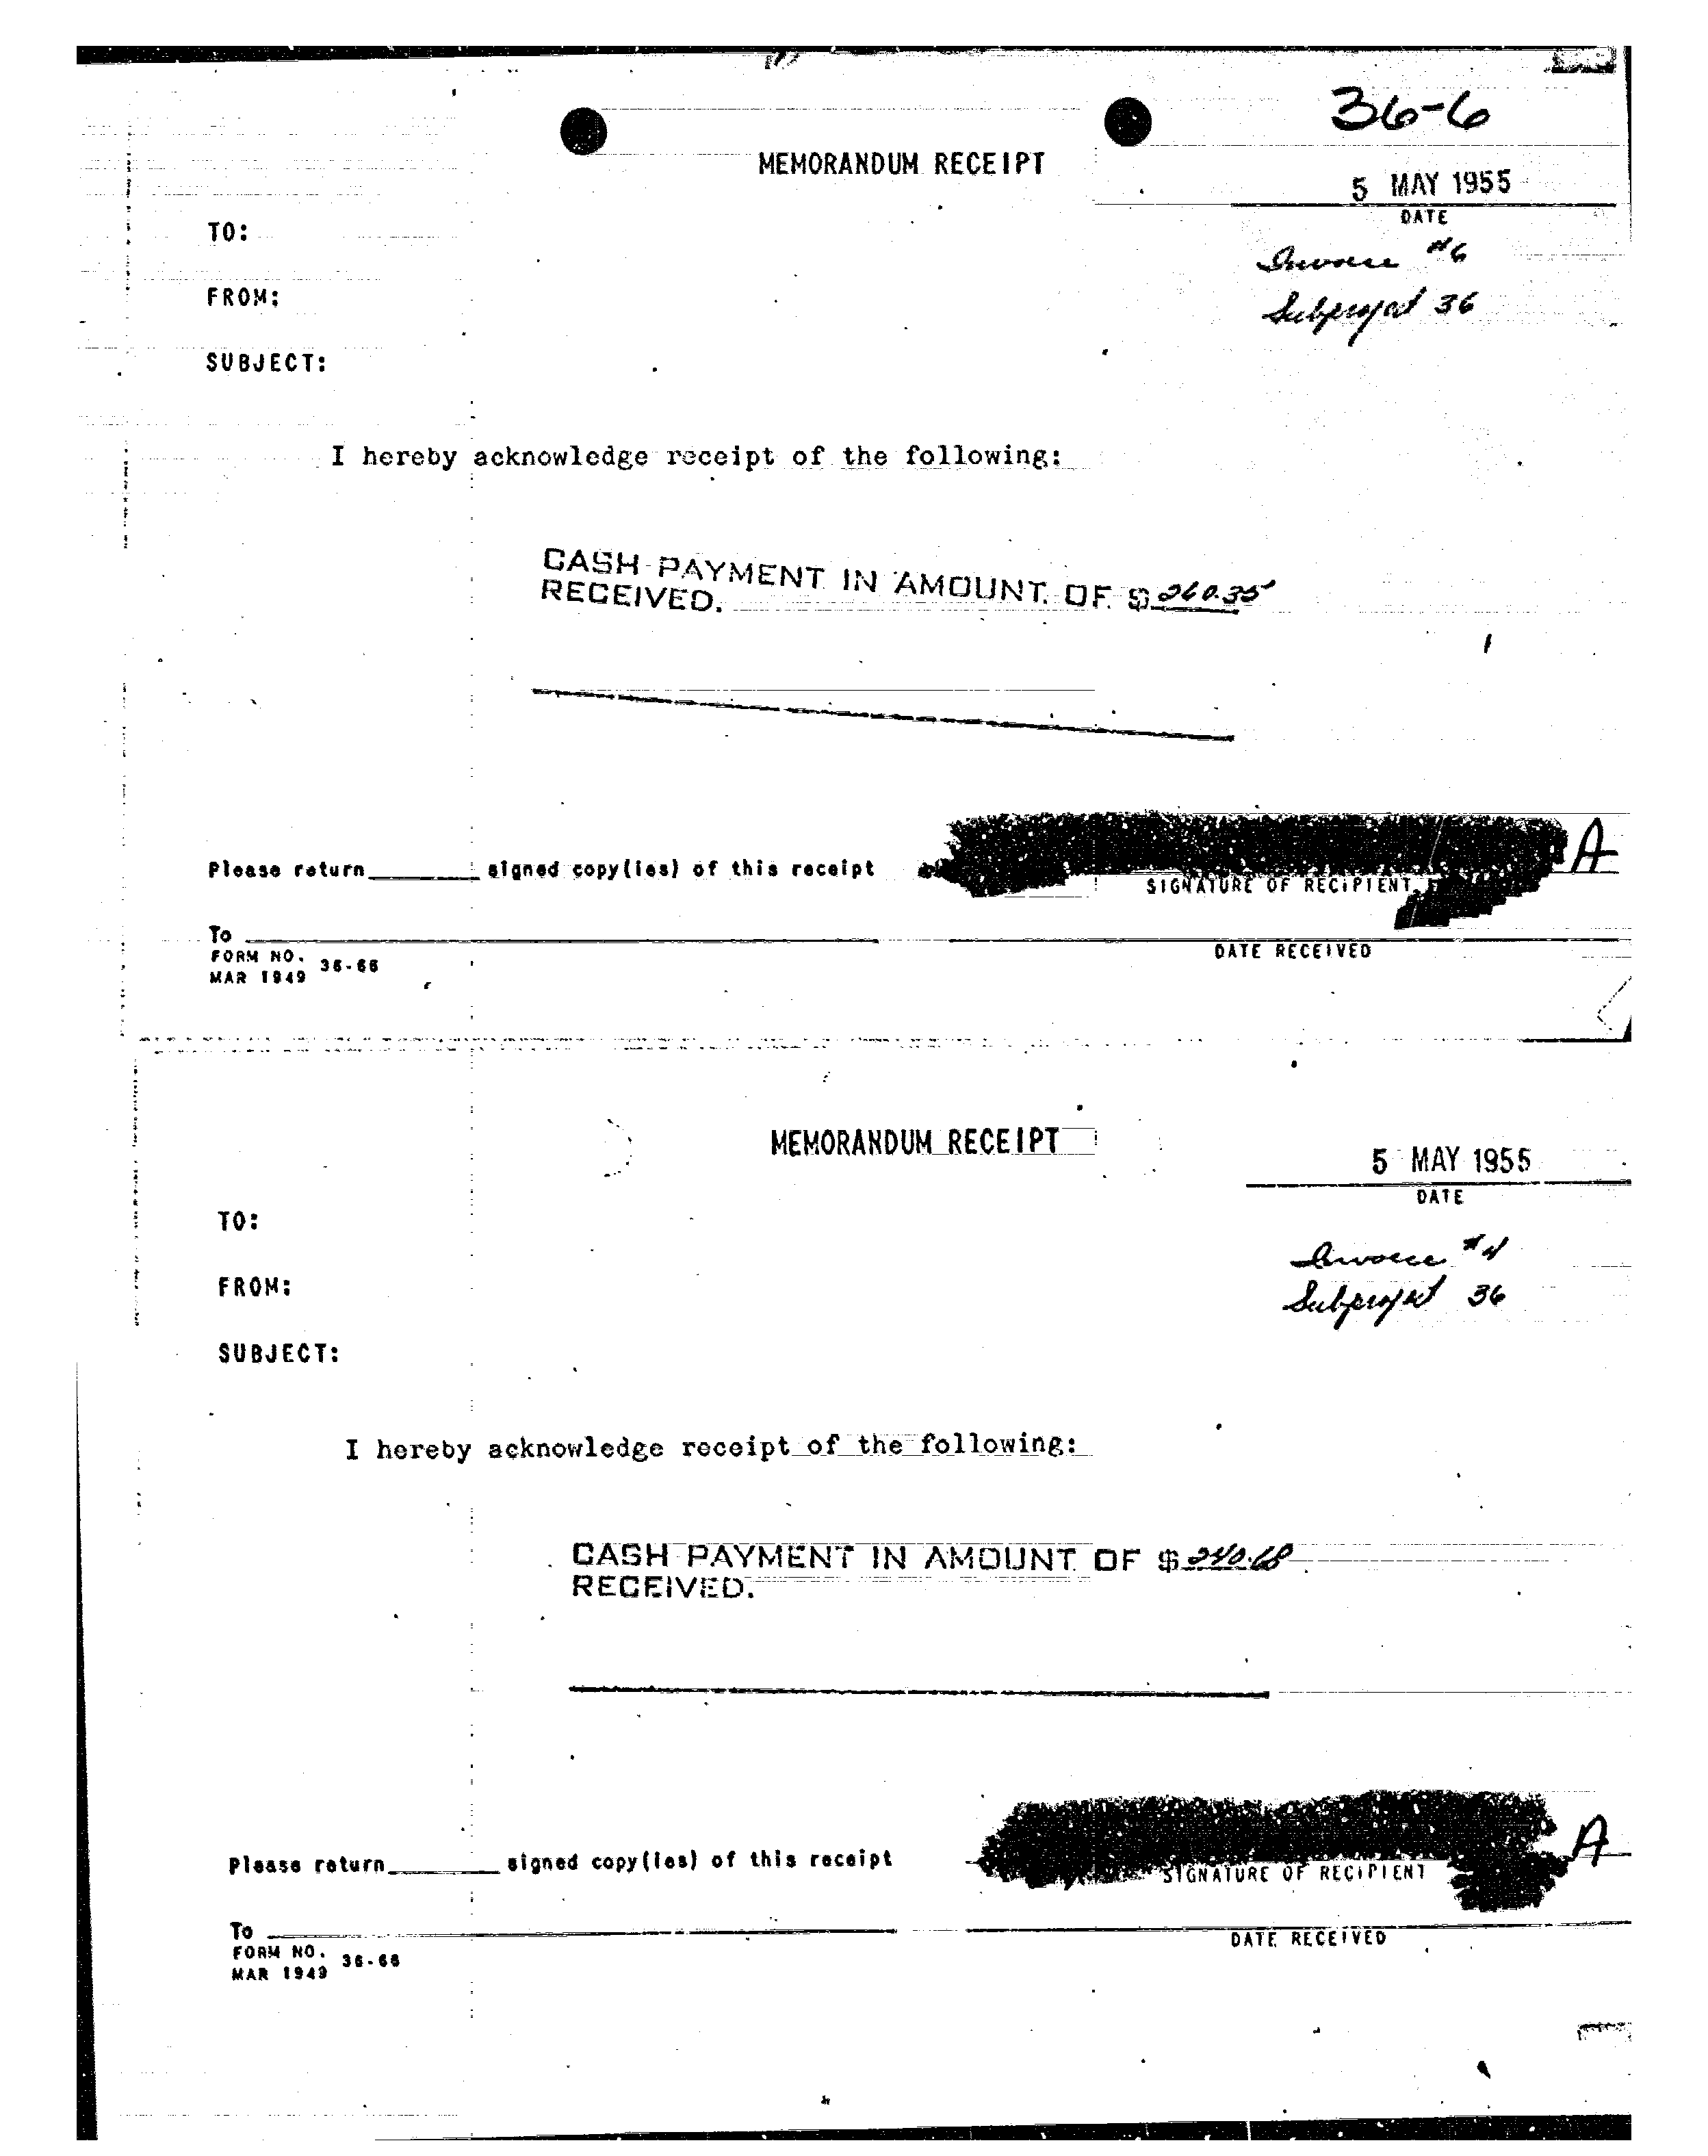 36-6
MEMORANDUM RECEIPT
5 MAY 1955
DATE
TO:
Invoice #6
FROM:
Subproject 36
SUBJECT:
I hereby acknowledge receipt of the following:
CASH PAYMENT IN AMOUNT OF $ 260.35
RECEIVED.
Please return signed copy(ies) of this receipt
A
SIGNATURE OF RECIPIENT
To
DATE RECEIVED
FORM NO. 36-66
MAR 1949
MEMORANDUM RECEIPT
5 MAY 1955
DATE
TO:
Invoice #4
FROM:
Subproject 36
SUBJECT:
I hereby acknowledge receipt of the following:
CASH PAYMENT IN AMOUNT OF $ 240.68
RECEIVED.
Please return signed copy(ies) of this receipt
A
SIGNATURE OF RECIPIENT
To
DATE RECEIVED
FORM NO. 36-66
MAR 1949